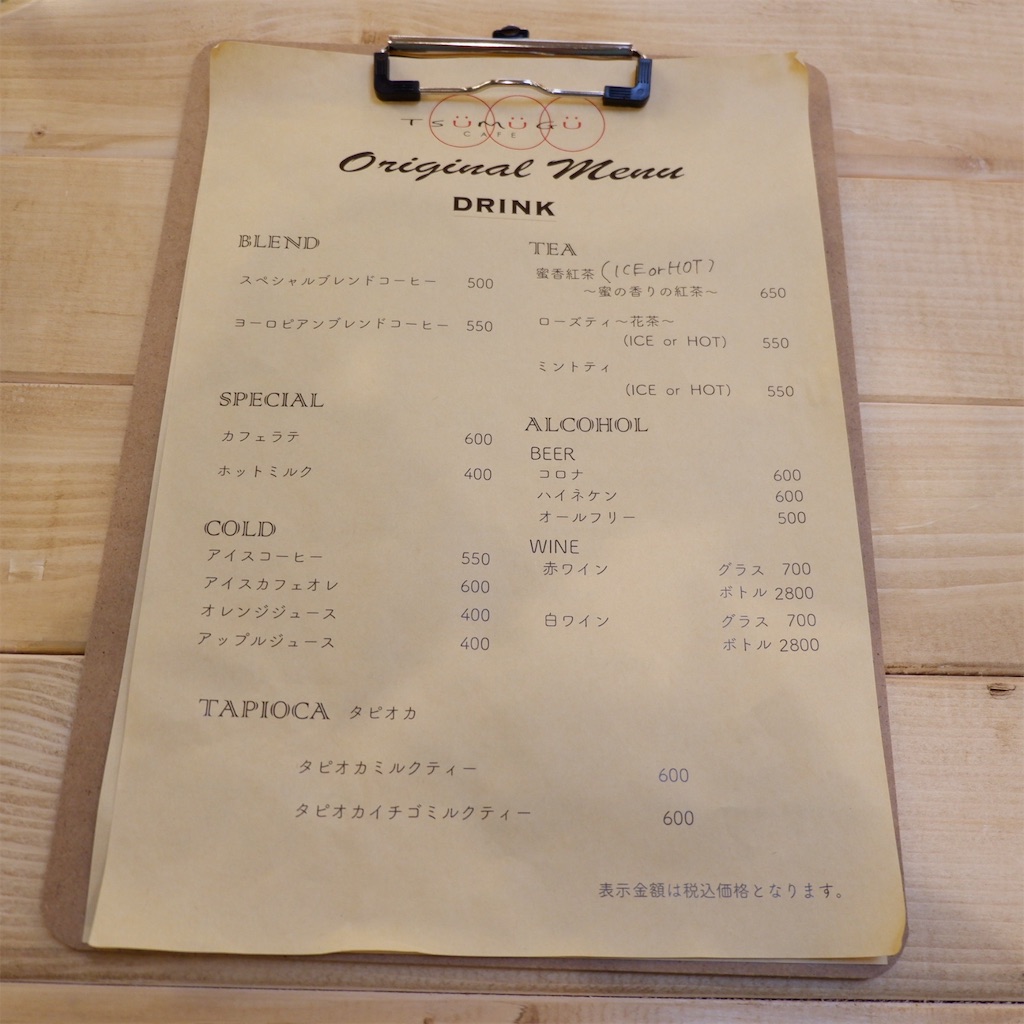 TSUMUGU
CAFE
Original Menu
DRINK
BLEND
スペシャルブレンドコーヒー 500
ヨーロピアンブレンドコーヒー 550
SPECIAL
カフェラテ 600
ホットミルク 400
COLD
アイスコーヒー 550
アイスカフェオレ 600
オレンジジュース 400
アップルジュース 400
TEA
蜜香紅茶 (ICE or HOT)
～蜜の香りの紅茶～ 650
ローズティ～花茶～
(ICE or HOT) 550
ミントティ
(ICE or HOT) 550
ALCOHOL
BEER
コロナ 600
ハイネケン 600
オールフリー 500
WINE
赤ワイン グラス 700
ボトル 2800
白ワイン グラス 700
ボトル 2800
TAPIOCA タピオカ
タピオカミルクティー 600
タピオカイチゴミルクティー 600
表示金額は税込価格となります。